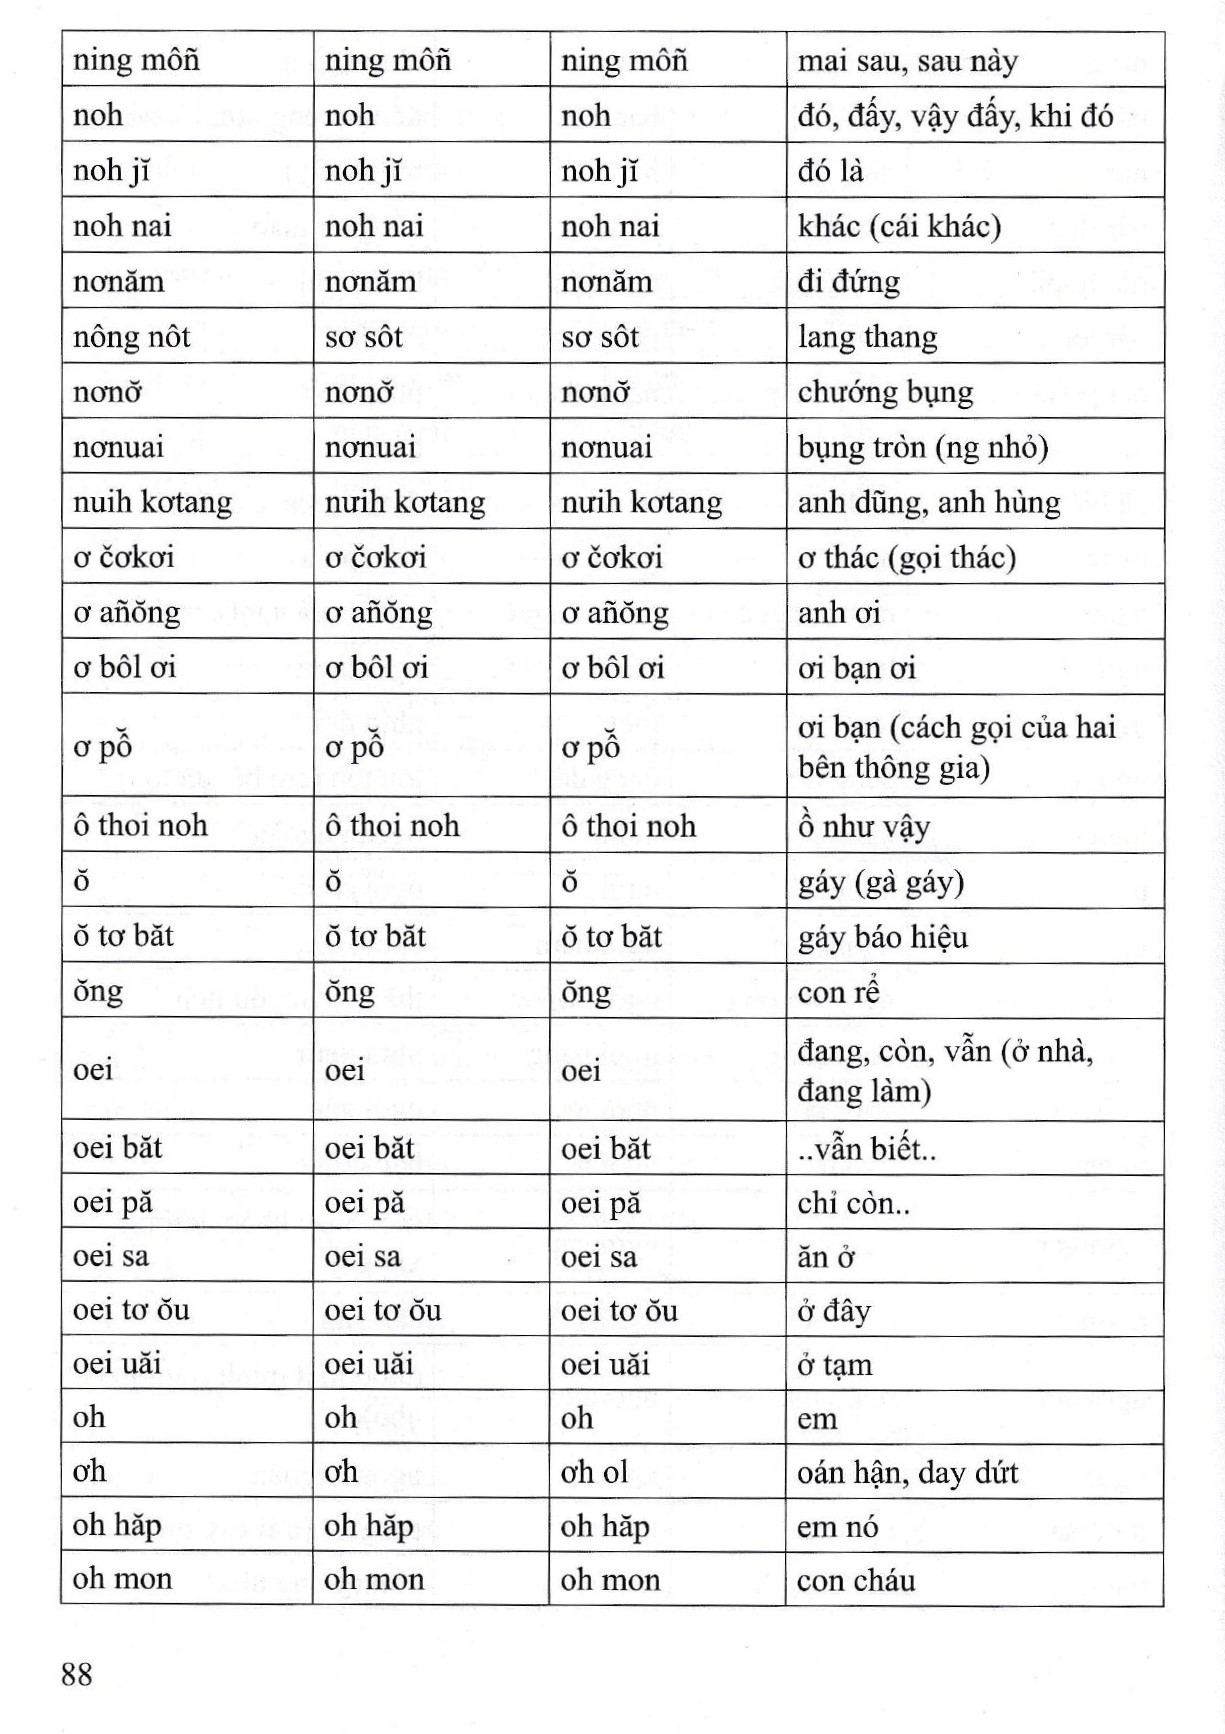 ning môñ ning môñ ning môñ mai sau, sau này
noh noh noh đó, đấy, vậy đấy, khi đó
noh jĭ noh jĭ noh jĭ đó là
noh nai noh nai noh nai khác (cái khác)
nơnăm nơnăm nơnăm đi đứng
nông nôt sơ sôt sơ sôt lang thang
nơnơ̆ nơnơ̆ nơnơ̆ chướng bụng
nơnuai nơnuai nơnuai bụng tròn (ng nhỏ)
nuih kơtang nưih kơtang nưih kơtang anh dũng, anh hùng
ơ čơkơi ơ čơkơi ơ čơkơi ơ thác (gọi thác)
ơ añŏng ơ añŏng ơ añŏng anh ơi
ơ bôl ơi ơ bôl ơi ơ bôl ơi ơi bạn ơi
ơ pô̆ ơ pô̆ ơ pô̆ ơi bạn (cách gọi của hai
bên thông gia)
ô thoi noh ô thoi noh ô thoi noh ồ như vậy
ŏ ŏ ŏ gáy (gà gáy)
ŏ tơ băt ŏ tơ băt ŏ tơ băt gáy báo hiệu
ŏng ŏng ŏng con rể
oei oei oei đang, còn, vẫn (ở nhà,
đang làm)
oei băt oei băt oei băt ..vẫn biết..
oei pă oei pă oei pă chỉ còn..
oei sa oei sa oei sa ăn ở
oei tơ ŏu oei tơ ŏu oei tơ ŏu ở đây
oei uăi oei uăi oei uăi ở tạm
oh oh oh em
ơh ơh ơh ol oán hận, day dứt
oh hăp oh hăp oh hăp em nó
oh mon oh mon oh mon con cháu
88